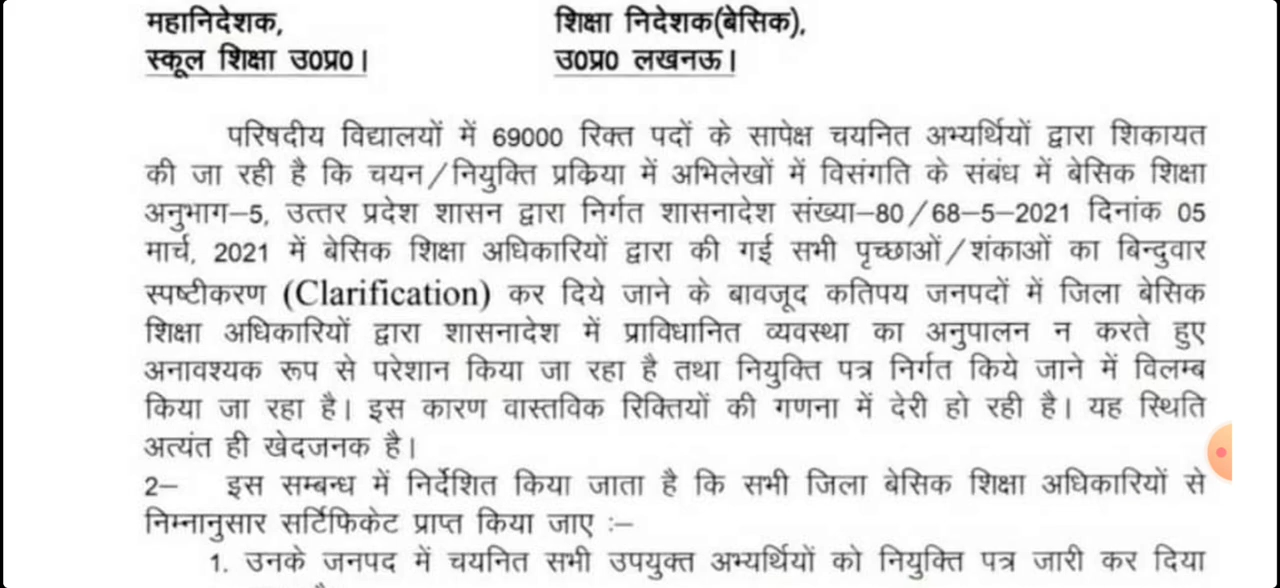 महानिदेशक,
स्कूल शिक्षा उ०प्र०।
शिक्षा निदेशक(बेसिक),
उ०प्र० लखनऊ।
परिषदीय विद्यालयों में 69000 रिक्त पदों के सापेक्ष चयनित अभ्यर्थियों द्वारा शिकायत
की जा रही है कि चयन/नियुक्ति प्रक्रिया में अभिलेखों में विसंगति के संबंध में बेसिक शिक्षा
अनुभाग–5, उत्तर प्रदेश शासन द्वारा निर्गत शासनादेश संख्या–80/68–5–2021 दिनांक 05
मार्च, 2021 में बेसिक शिक्षा अधिकारियों द्वारा की गई सभी पृच्छाओं/शंकाओं का बिन्दुवार
स्पष्टीकरण (Clarification) कर दिये जाने के बावजूद कतिपय जनपदों में जिला बेसिक
शिक्षा अधिकारियों द्वारा शासनादेश में प्राविधानित व्यवस्था का अनुपालन न करते हुए
अनावश्यक रूप से परेशान किया जा रहा है तथा नियुक्ति पत्र निर्गत किये जाने में विलम्ब
किया जा रहा है। इस कारण वास्तविक रिक्तियों की गणना में देरी हो रही है। यह स्थिति
अत्यंत ही खेदजनक है।
2– इस सम्बन्ध में निर्देशित किया जाता है कि सभी जिला बेसिक शिक्षा अधिकारियों से
निम्नानुसार सर्टिफिकेट प्राप्त किया जाए :–
1. उनके जनपद में चयनित सभी उपयुक्त अभ्यर्थियों को नियुक्ति पत्र जारी कर दिया